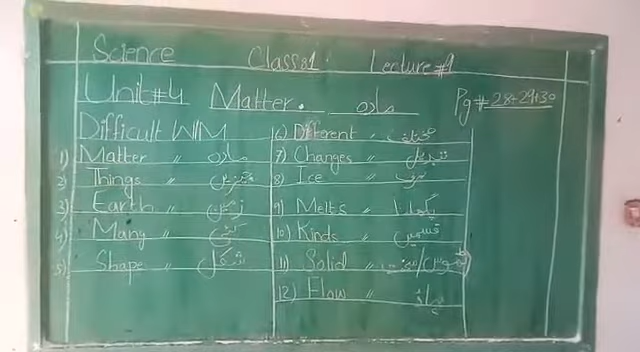 Science Class 1 Lecture #1
Unit #4 Matter. مادہ Pg # 28+29+30
Difficult W/M
1) Matter " مادہ
2) Things " چیزیں
3) Earth " زمین
4) Many " کئی
5) Shape " شکل
6) Different " مختلف
7) Changes " تبدیل
8) Ice " برف
9) Melts " پگھلنا
10) Kinds " قسمیں
11) Solid " ٹھوس/سخت
12) Flow " بہاؤ